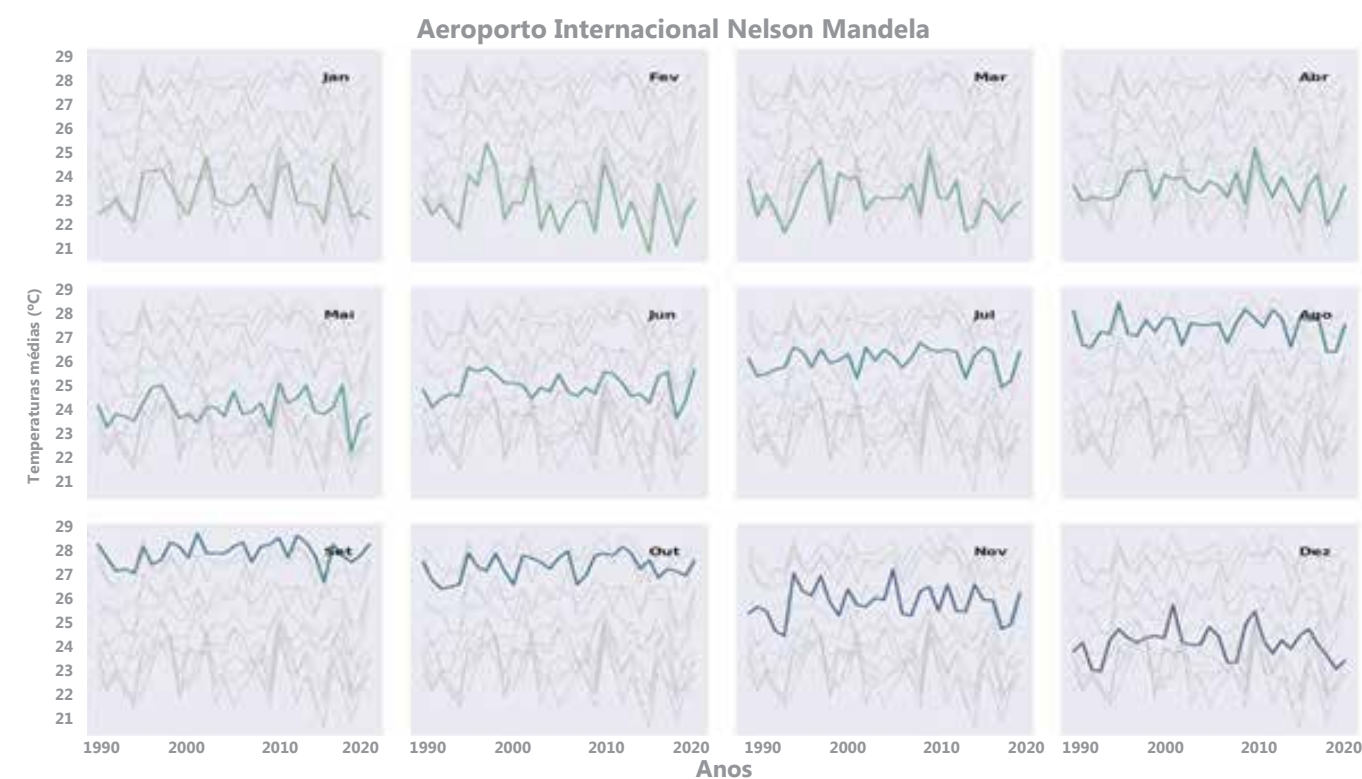 Aeroporto Internacional Nelson Mandela
29
28
27
26
25
24
23
22
21
Jan
Fev
Mar
Abr
Temperaturas médias (°C)
29
28
27
26
25
24
23
22
21
Mai
Jun
Jul
Ago
29
28
27
26
25
24
23
22
21
Set
Out
Nov
Dez
1990 2000 2010 2020 1990 2000 2010 2020 1990 2000 2010 2020 1990 2000 2010 2020
Anos